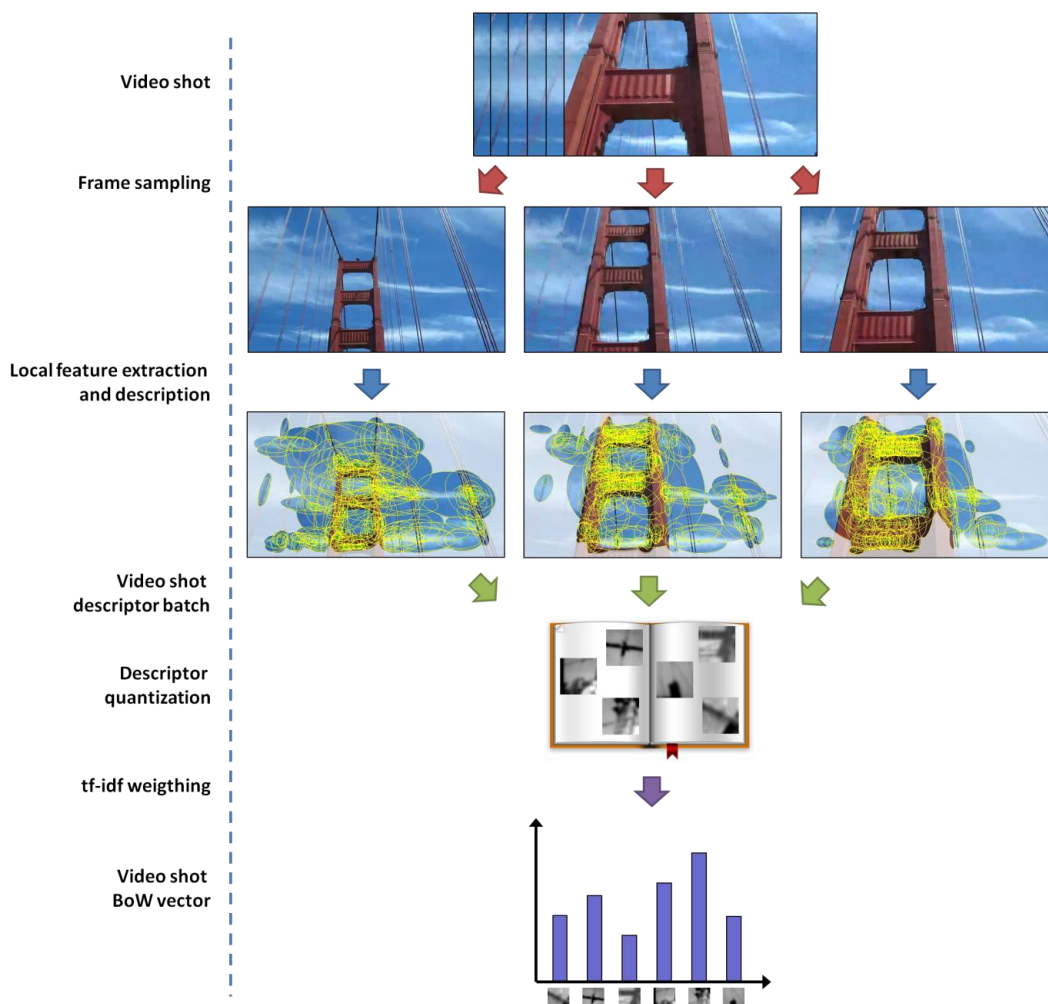 Video shot
Frame sampling
Local feature extraction
and description
Video shot
descriptor batch
Descriptor
quantization
tf-idf weigthing
Video shot
BoW vector